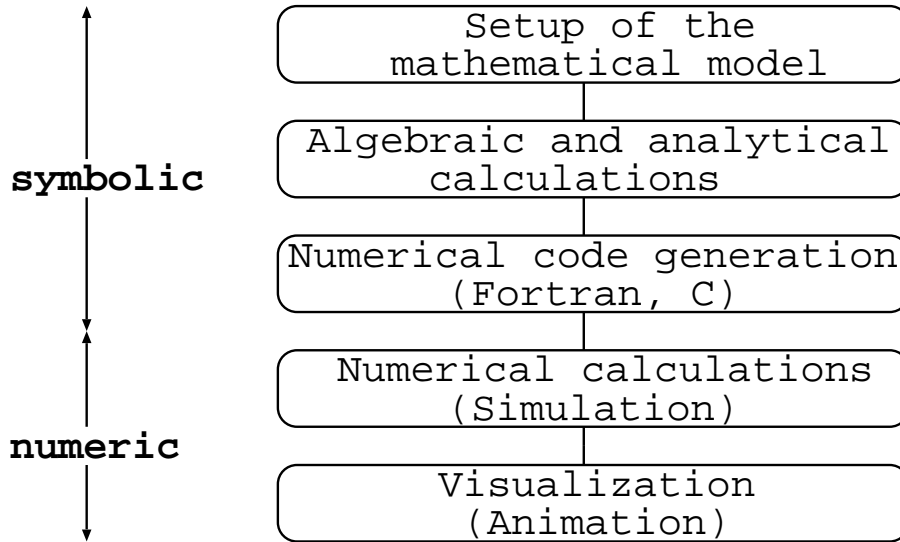 Setup of the
mathematical model
Algebraic and analytical
calculations
symbolic
Numerical code generation
(Fortran, C)
Numerical calculations
(Simulation)
numeric
Visualization
(Animation)